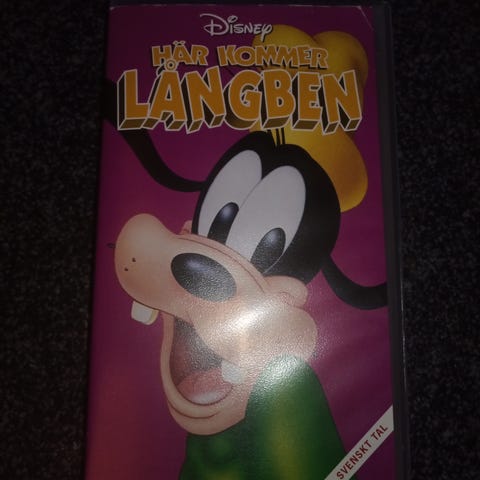 Disney
HÄR KOMMER
LÅNGBEN
SVENSKT TAL